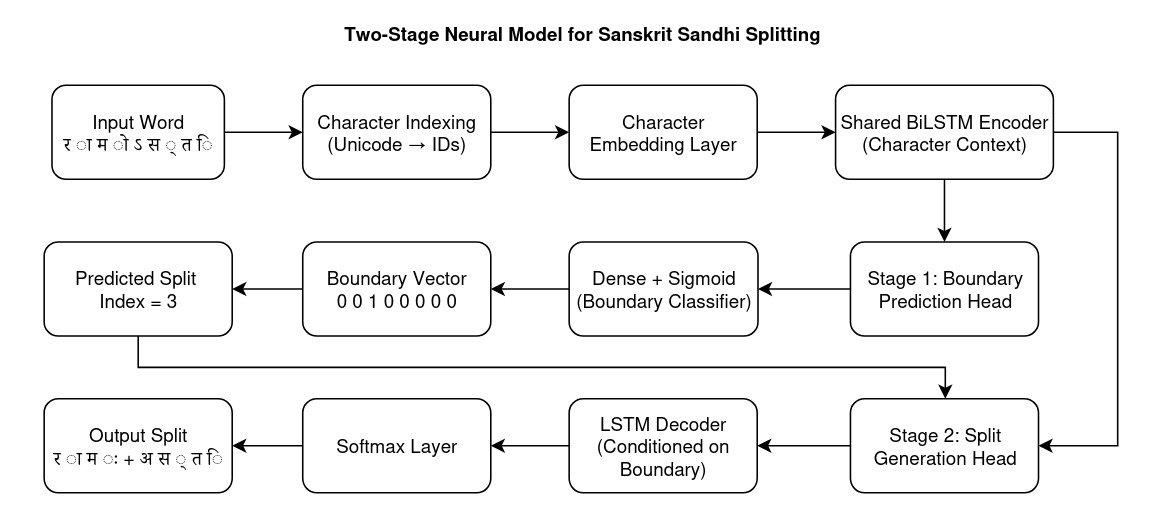 Two-Stage Neural Model for Sanskrit Sandhi Splitting
Input Word
र ा म ो ऽ स ् त ि
Character Indexing
(Unicode → IDs)
Character
Embedding Layer
Shared BiLSTM Encoder
(Character Context)
Predicted Split
Index = 3
Boundary Vector
0 0 1 0 0 0 0 0
Dense + Sigmoid
(Boundary Classifier)
Stage 1: Boundary
Prediction Head
Output Split
र ा म ः + अ स ् त ि
Softmax Layer
LSTM Decoder
(Conditioned on
Boundary)
Stage 2: Split
Generation Head